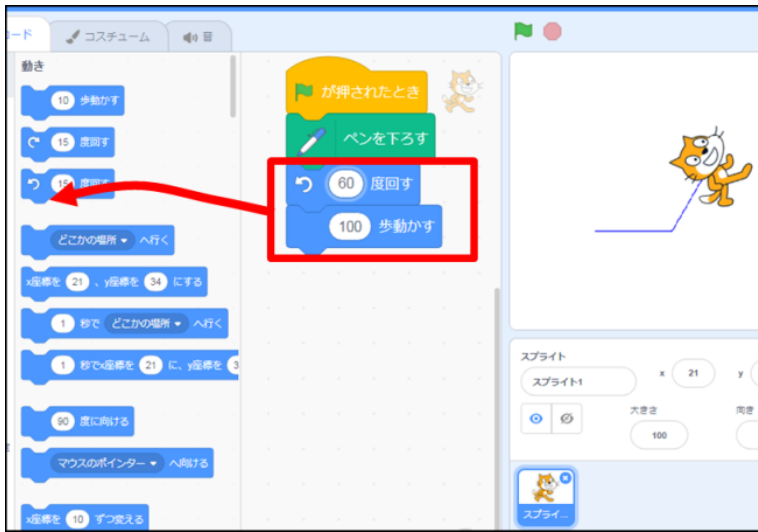 コスチューム
動き
10 歩動かす
15 度回す
15 度回す
どこかの場所 へ行く
x座標を 21 、y座標を 34 にする
1 秒で どこかの場所 へ行く
1 秒でx座標を 21 に、y座標を
90 度に向ける
マウスのポインター へ向ける
x座標を 10 ずつ変える
が押されたとき
ペンを下ろす
60 度回す
100 歩動かす
スプライト
スプライト1
x 21 y
大きさ 向き
100
スプライ...